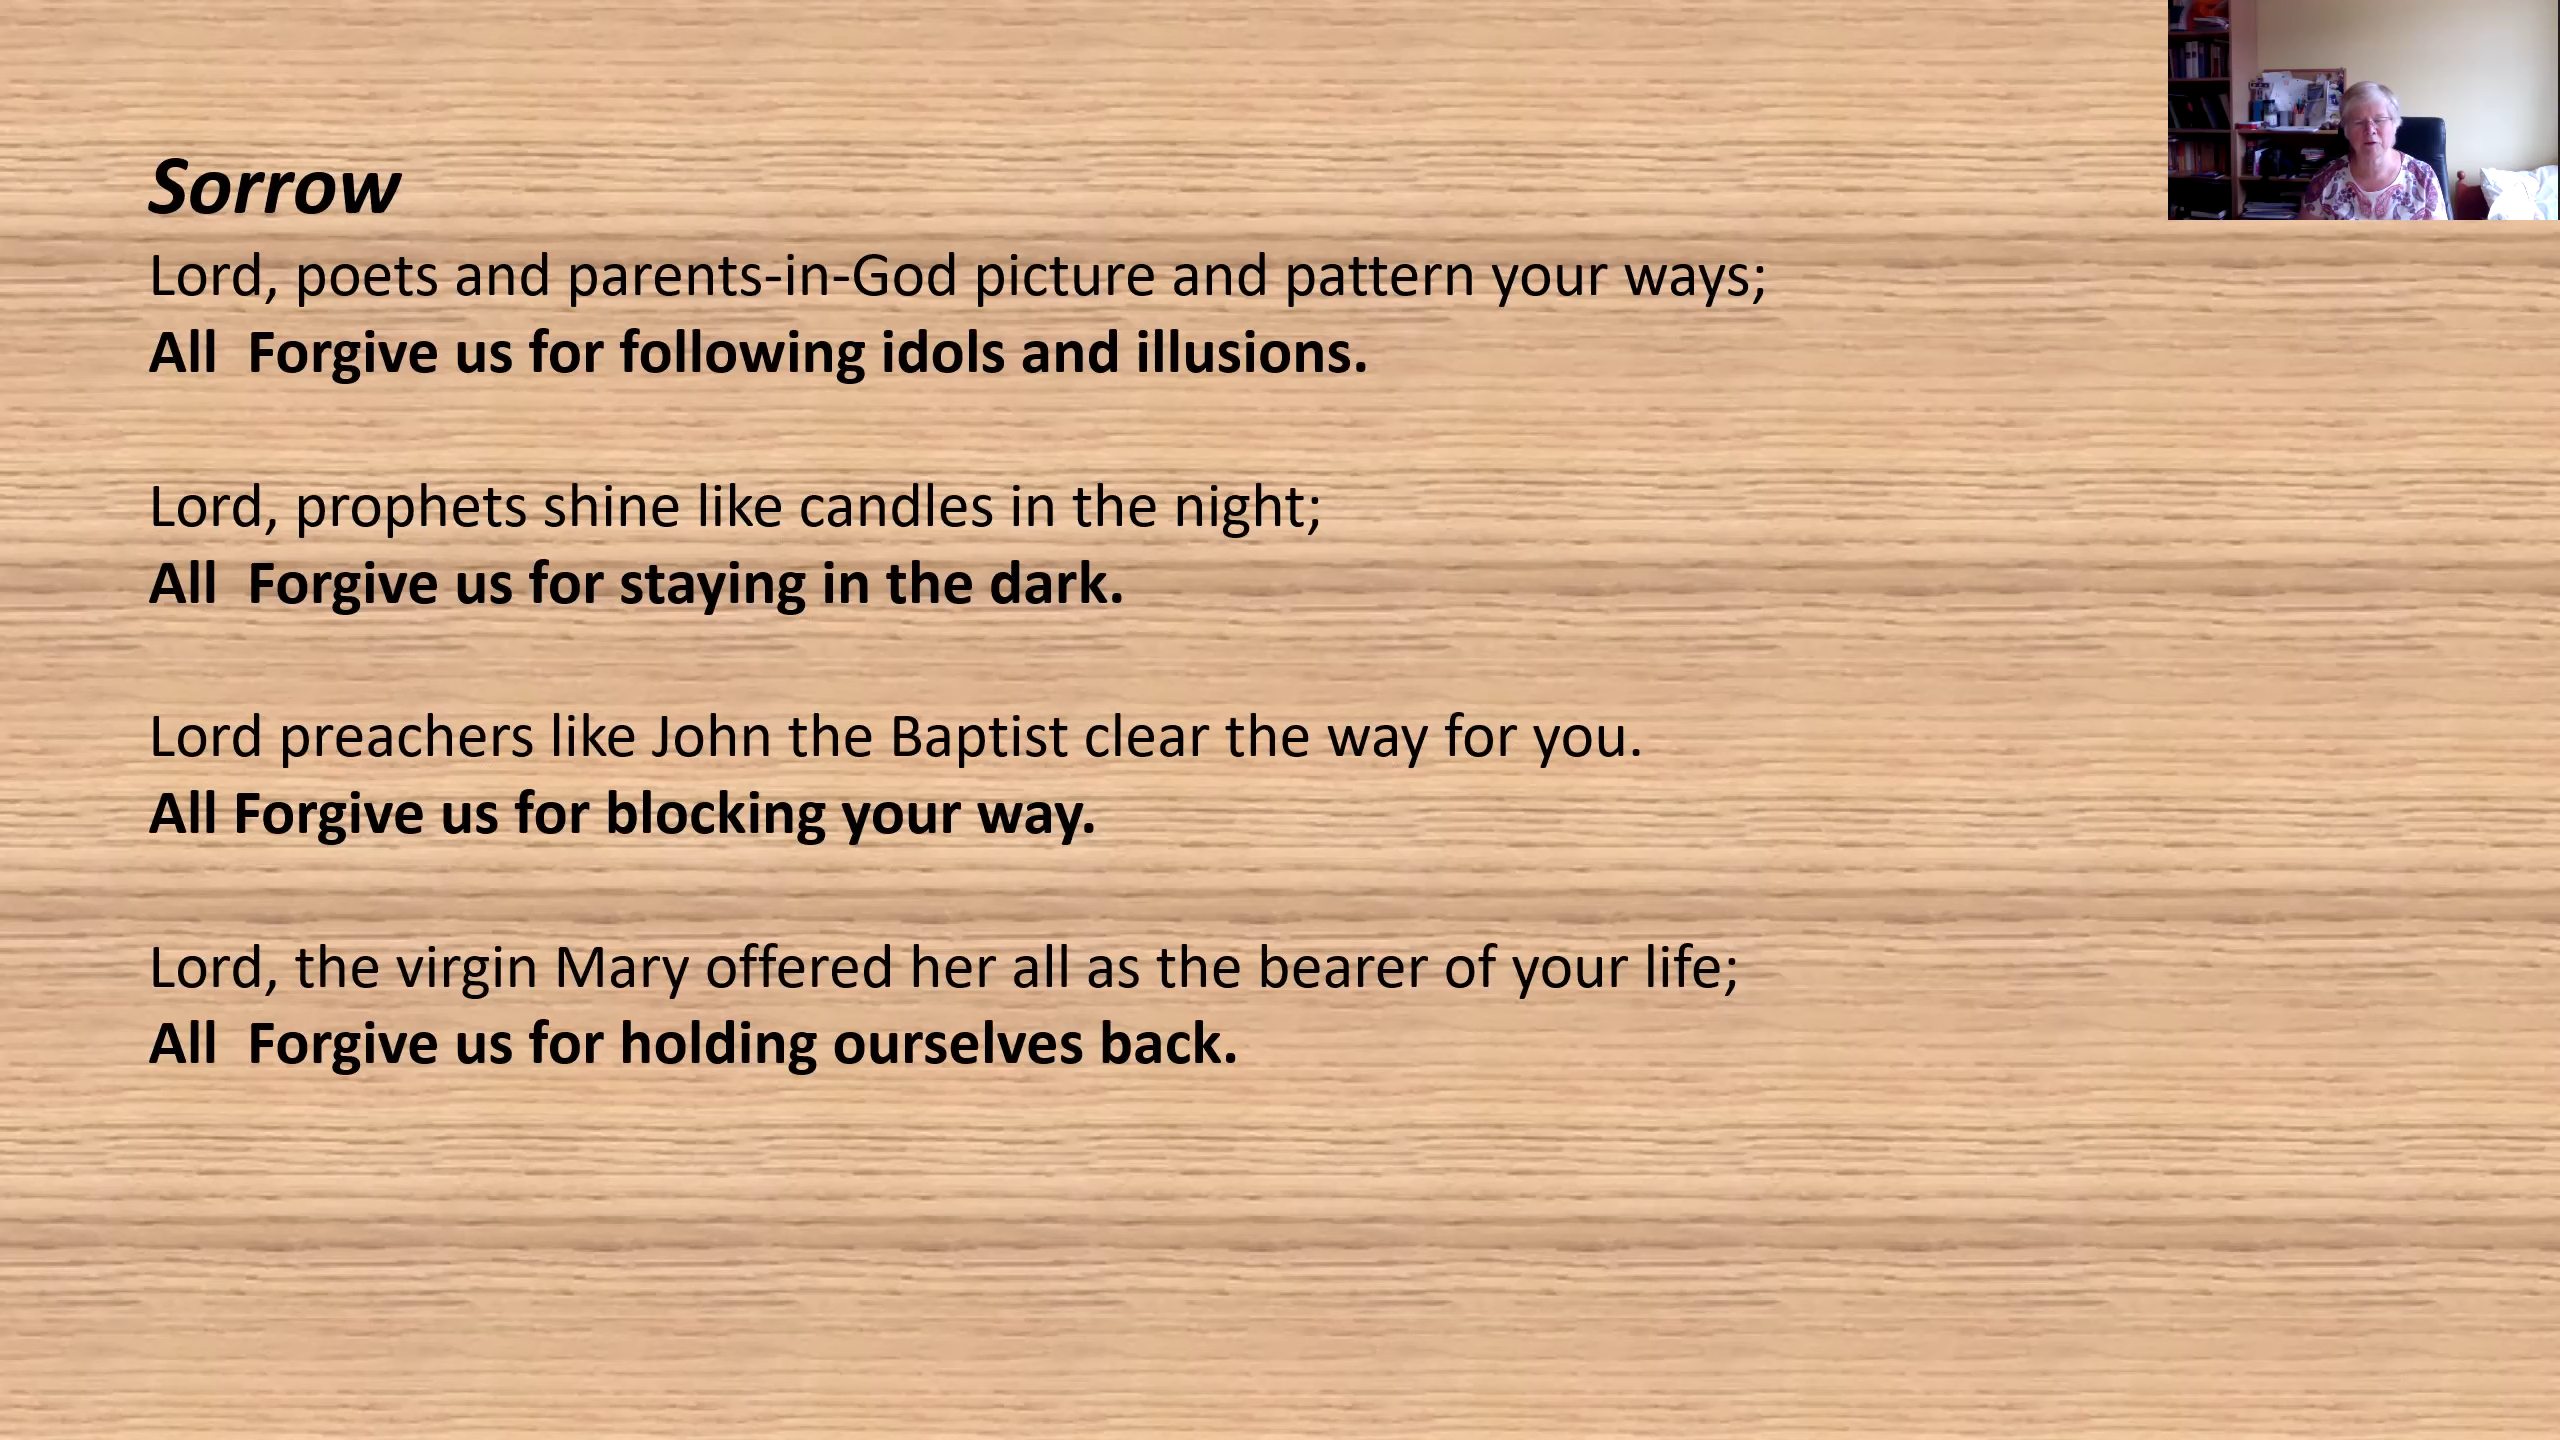 Sorrow
Lord, poets and parents-in-God picture and pattern your ways;
All  Forgive us for following idols and illusions.
Lord, prophets shine like candles in the night;
All  Forgive us for staying in the dark.
Lord preachers like John the Baptist clear the way for you.
All Forgive us for blocking your way.
Lord, the virgin Mary offered her all as the bearer of your life;
All  Forgive us for holding ourselves back.